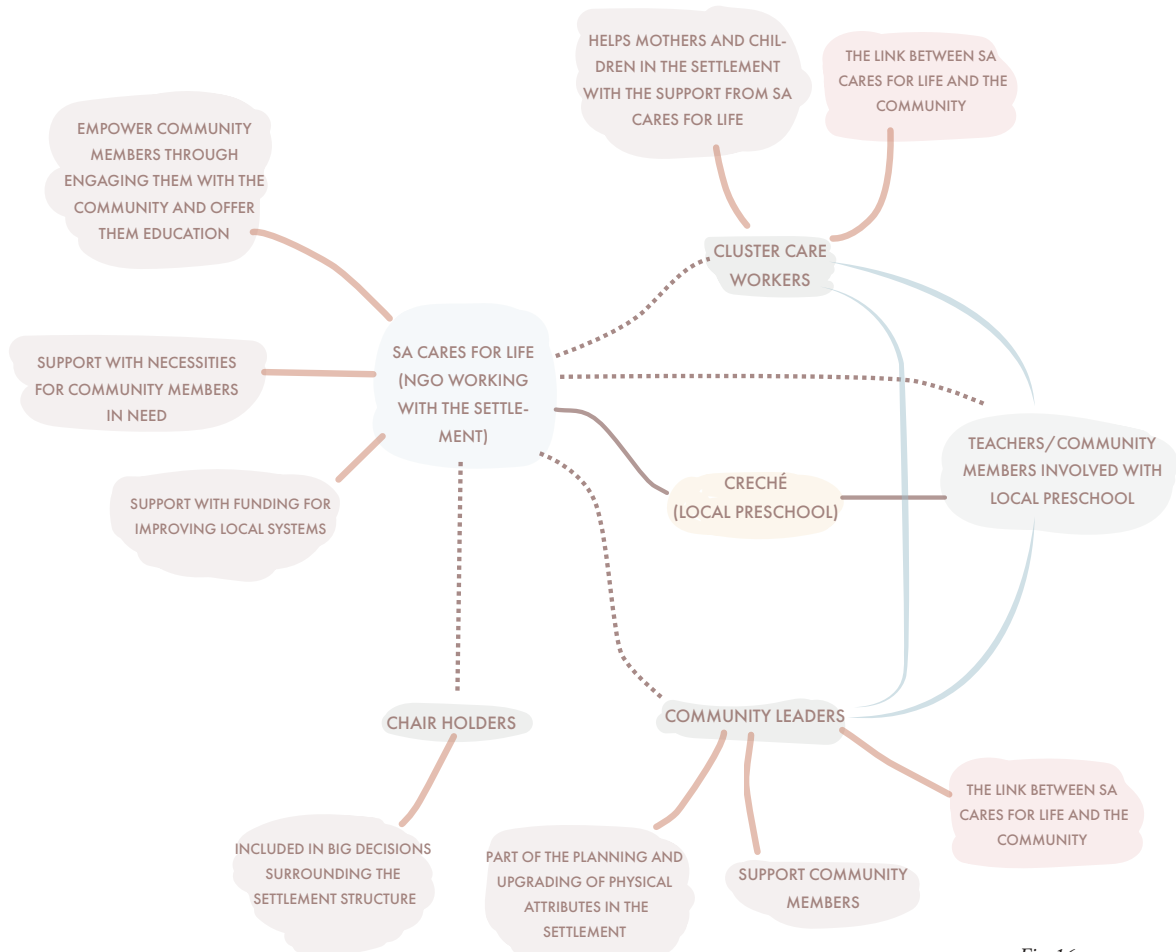 HELPS MOTHERS AND CHIL-
DREN IN THE SETTLEMENT
WITH THE SUPPORT FROM SA
CARES FOR LIFE
THE LINK BETWEEN SA
CARES FOR LIFE AND THE
COMMUNITY
EMPOWER COMMUNITY
MEMBERS THROUGH
ENGAGING THEM WITH THE
COMMUNITY AND OFFER
THEM EDUCATION
CLUSTER CARE
WORKERS
SUPPORT WITH NECESSITIES
FOR COMMUNITY MEMBERS
IN NEED
SA CARES FOR LIFE
(NGO WORKING
WITH THE SETTLE-
MENT)
TEACHERS/COMMUNITY
MEMBERS INVOLVED WITH
LOCAL PRESCHOOL
CRECHÉ
(LOCAL PRESCHOOL)
SUPPORT WITH FUNDING FOR
IMPROVING LOCAL SYSTEMS
CHAIR HOLDERS
COMMUNITY LEADERS
THE LINK BETWEEN SA
CARES FOR LIFE AND THE
COMMUNITY
INCLUDED IN BIG DECISIONS
SURROUNDING THE
SETTLEMENT STRUCTURE
PART OF THE PLANNING AND
UPGRADING OF PHYSICAL
ATTRIBUTES IN THE
SETTLEMENT
SUPPORT COMMUNITY
MEMBERS